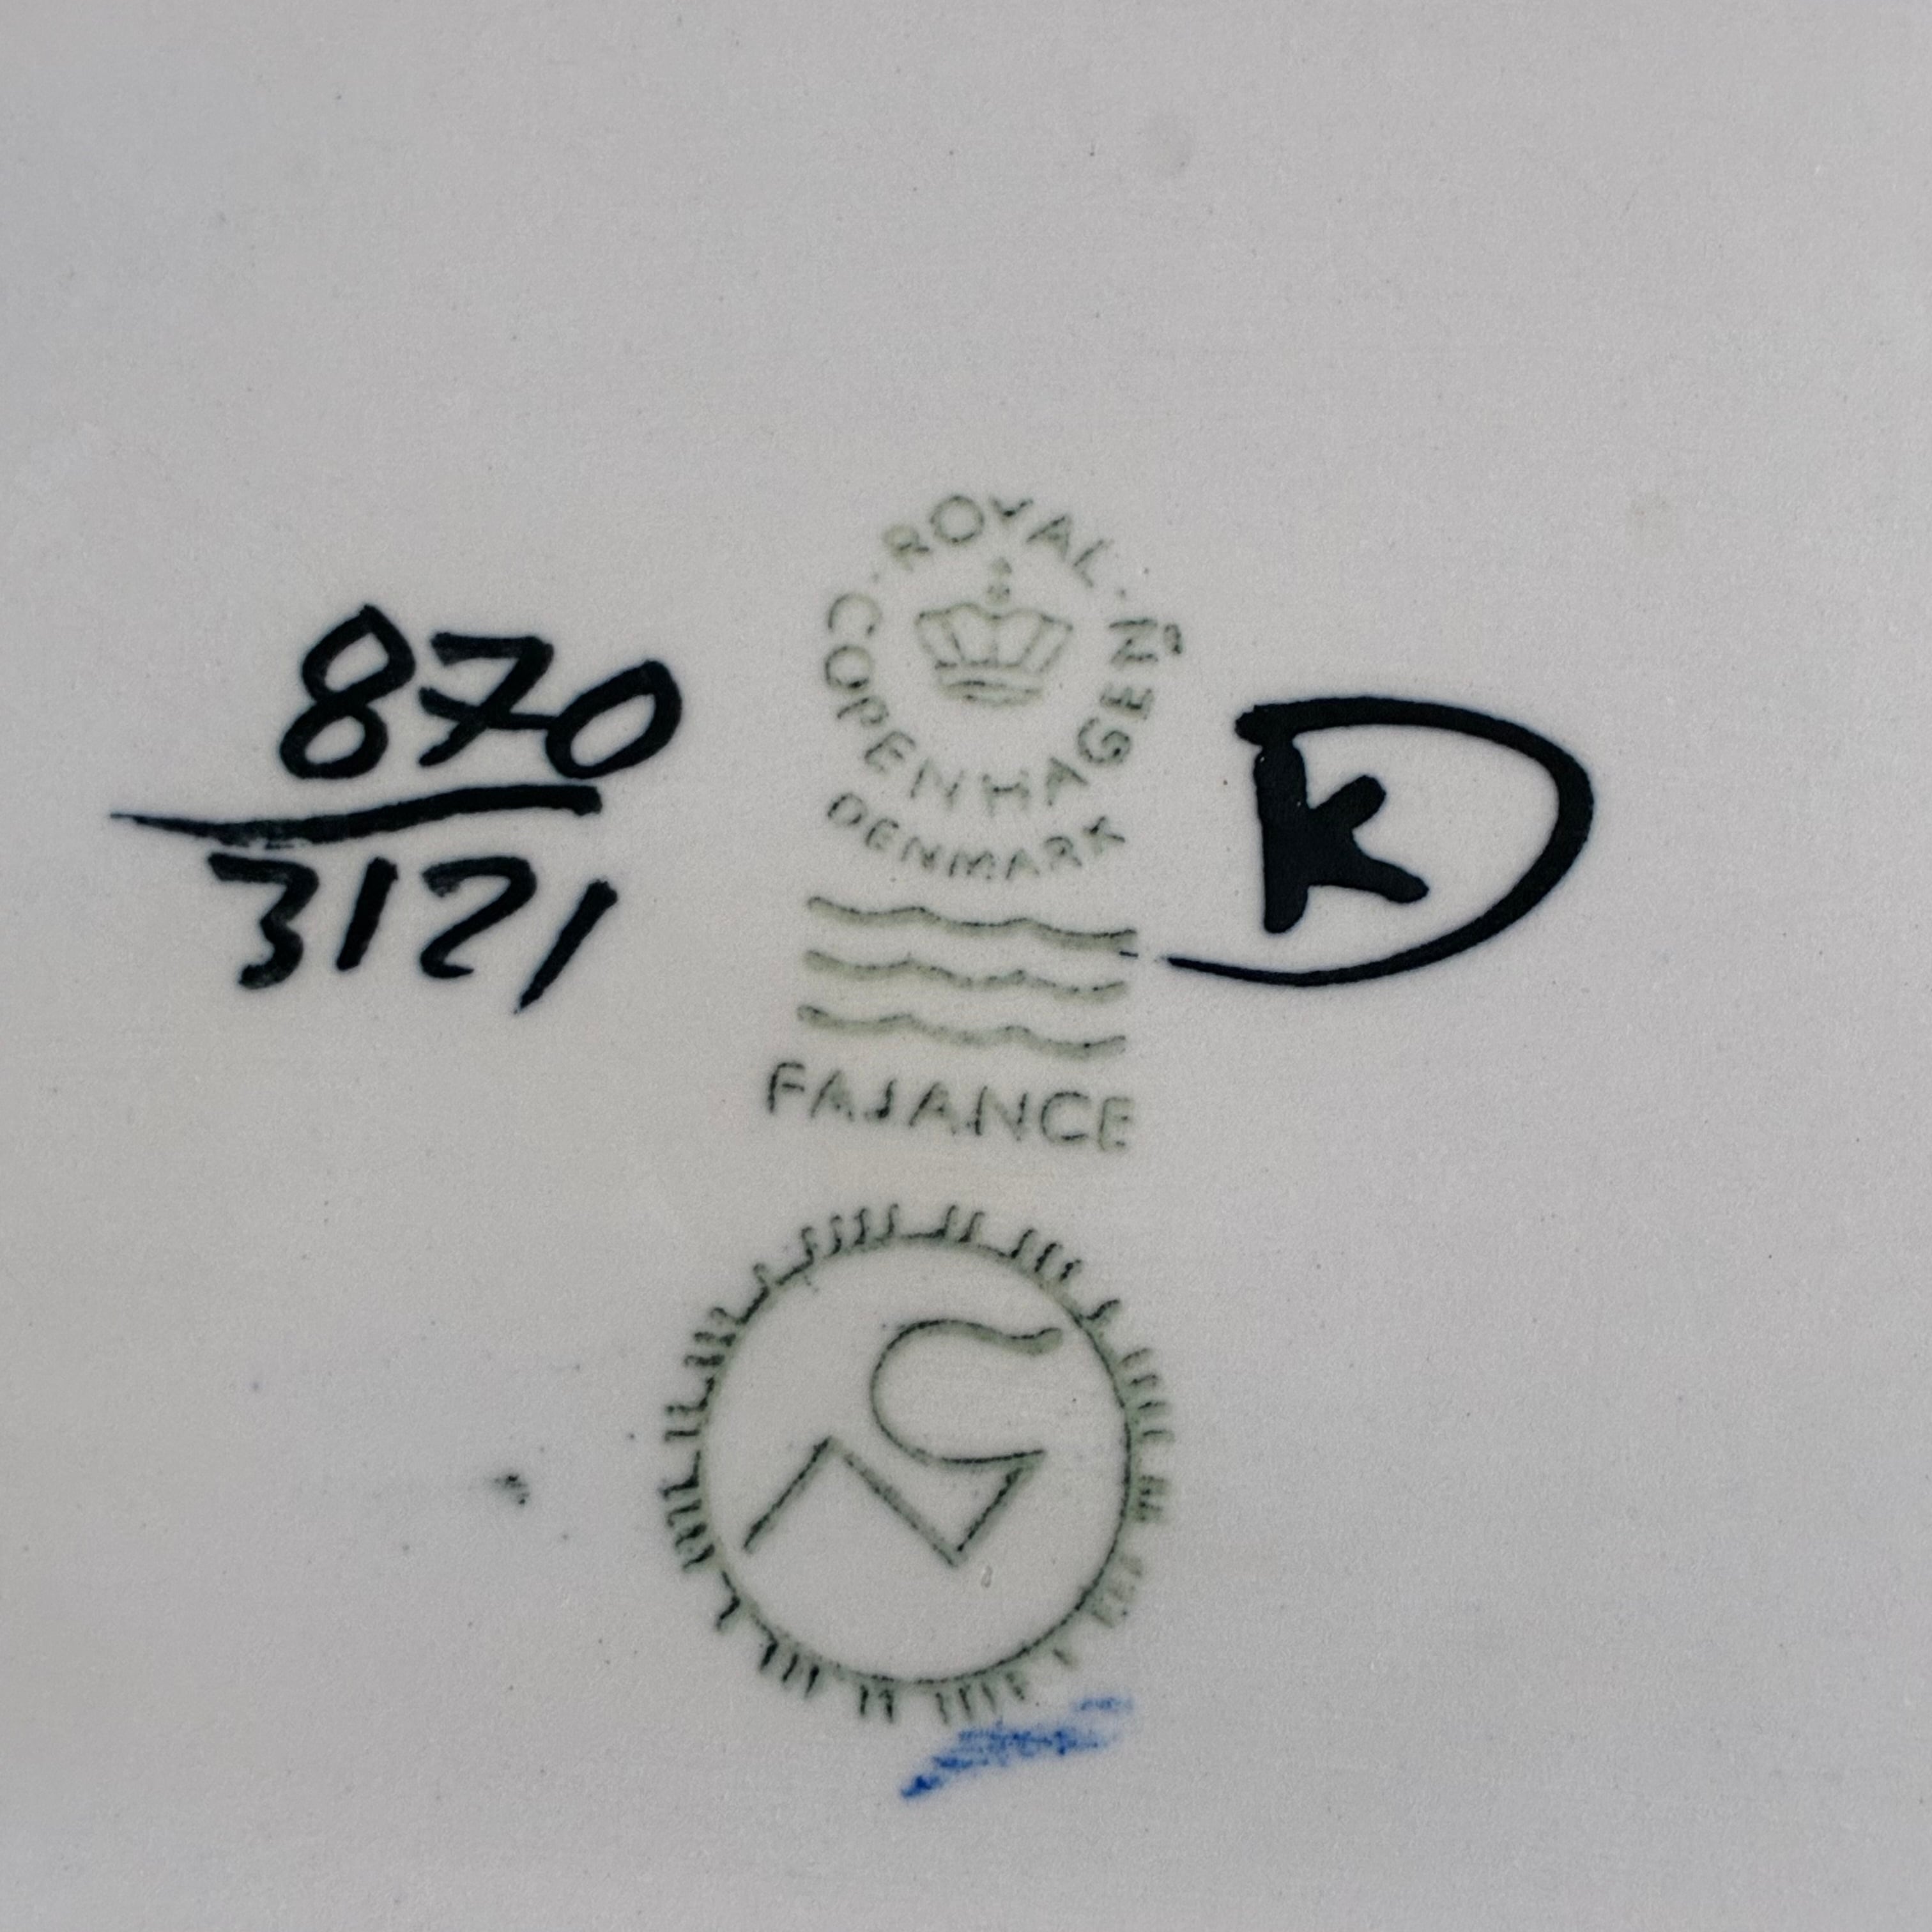 870
3121
ROYAL
COPENHAGEN
DENMARK
FAJANCE
K